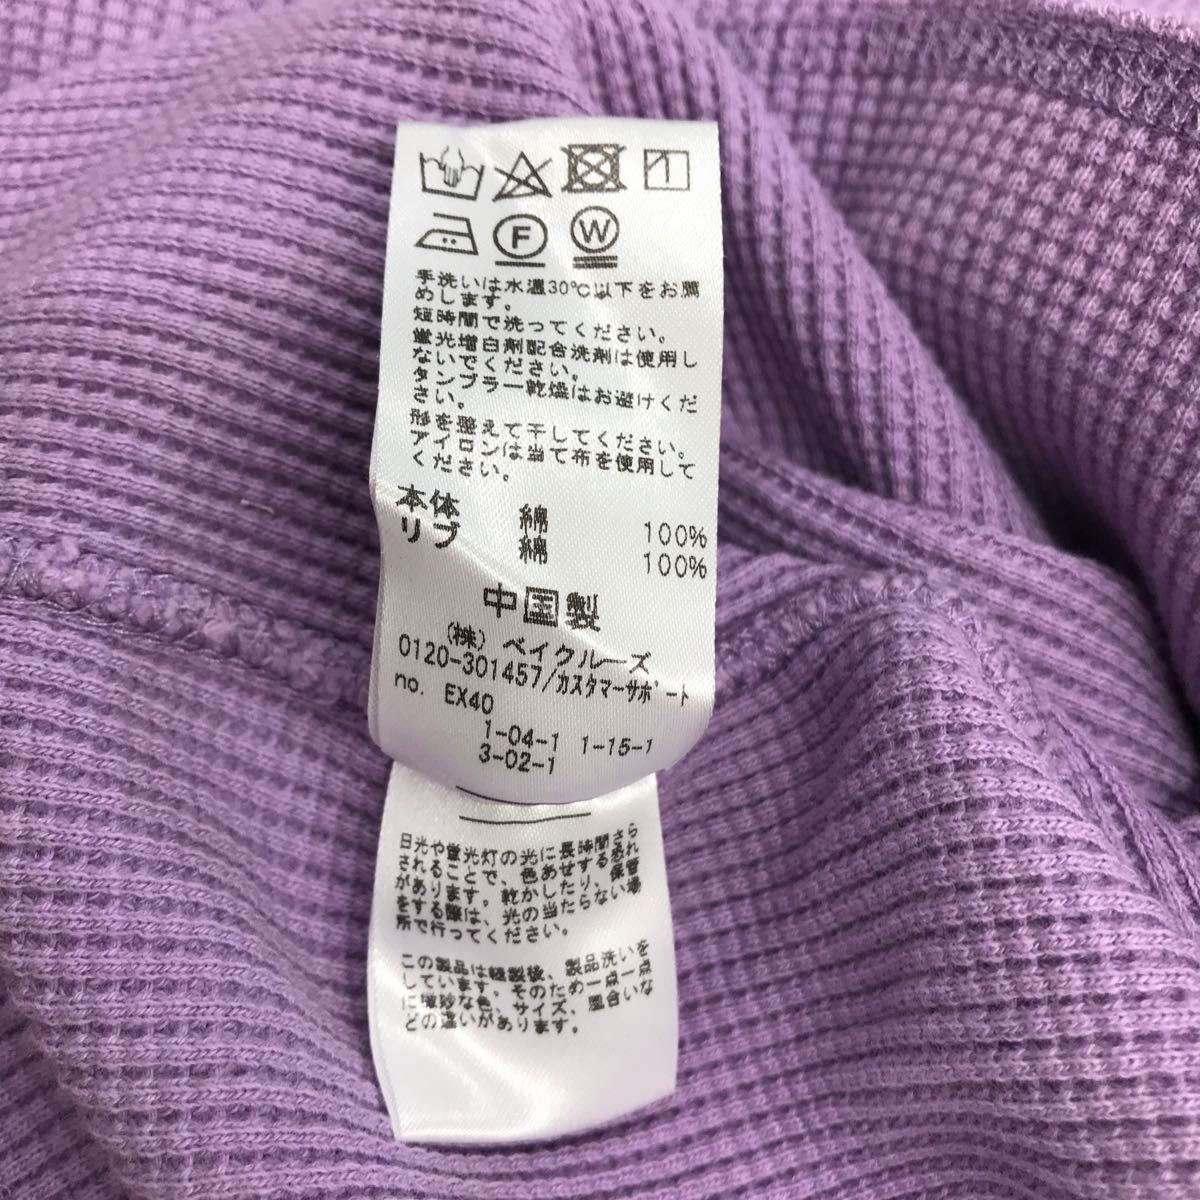 F W
手洗いは水温30℃以下をお薦
めします。
短時間で洗ってください。
蛍光増白剤配合洗剤は使用し
ないでください。
タンブラー乾燥はお避けくだ
さい。
形を整えて干してください。
アイロンは当て布を使用して
ください。
本体 綿 100%
リブ 綿 100%
中国製
(株) ベイクルーズ
0120-301457/カスタマーサポート
no. EX40
1-04-1 1-15-1
3-02-1
日光や蛍光灯の光に長時間さら
されることで、色あせする恐れ
があります。乾かしたり、保管
をする際は、光の当たらない場
所で行ってください。
この製品は縫製後、製品洗いを
しています。そのため一点一点
に微妙な色、サイズ、風合いな
どの違いがあります。